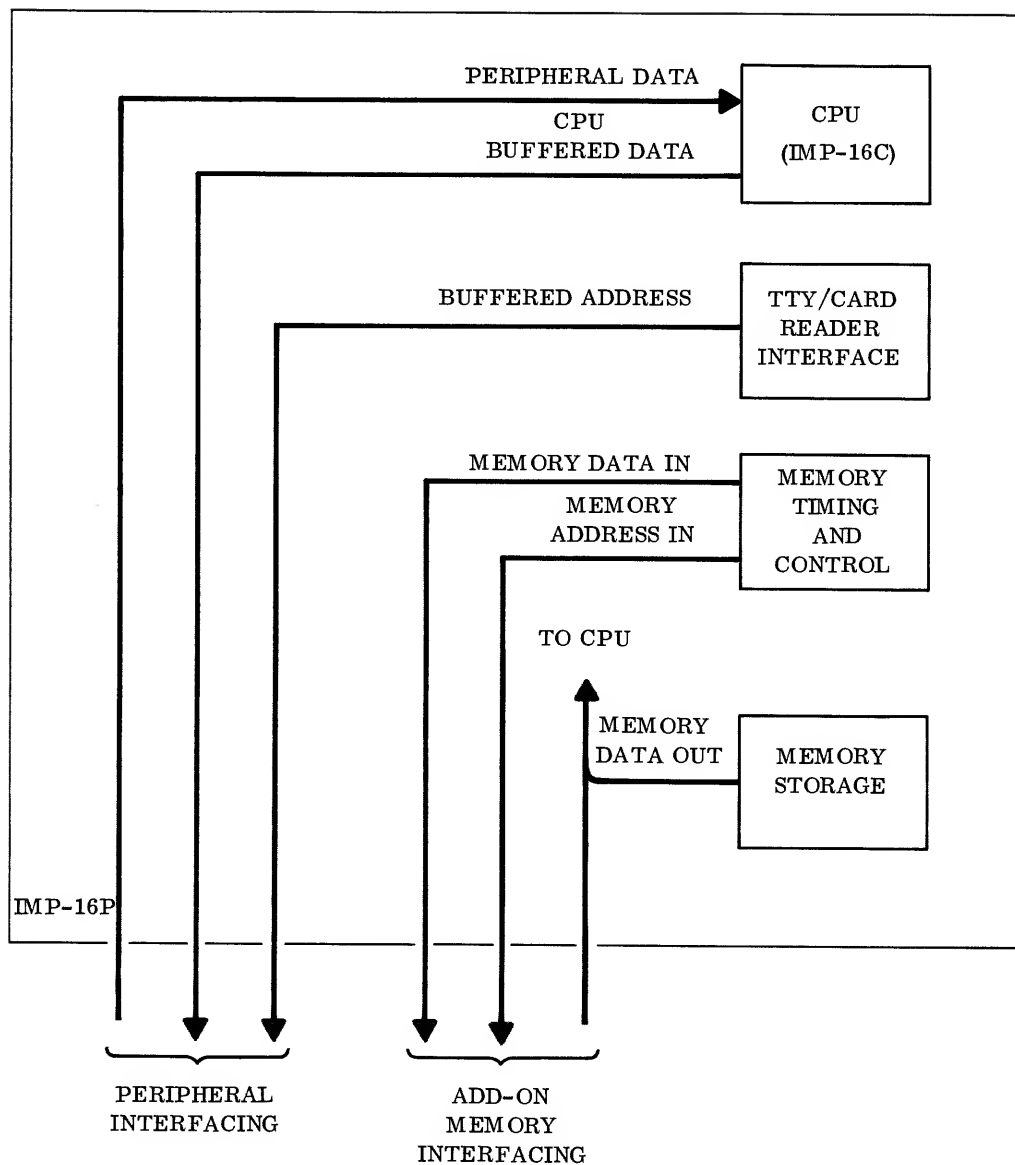 PERIPHERAL DATA
CPU
BUFFERED DATA
CPU
(IMP-16C)
BUFFERED ADDRESS
TTY/CARD
READER
INTERFACE
MEMORY DATA IN
MEMORY
ADDRESS IN
MEMORY
TIMING
AND
CONTROL
TO CPU
MEMORY
DATA OUT
MEMORY
STORAGE
IMP-16P
PERIPHERAL
INTERFACING
ADD-ON
MEMORY
INTERFACING